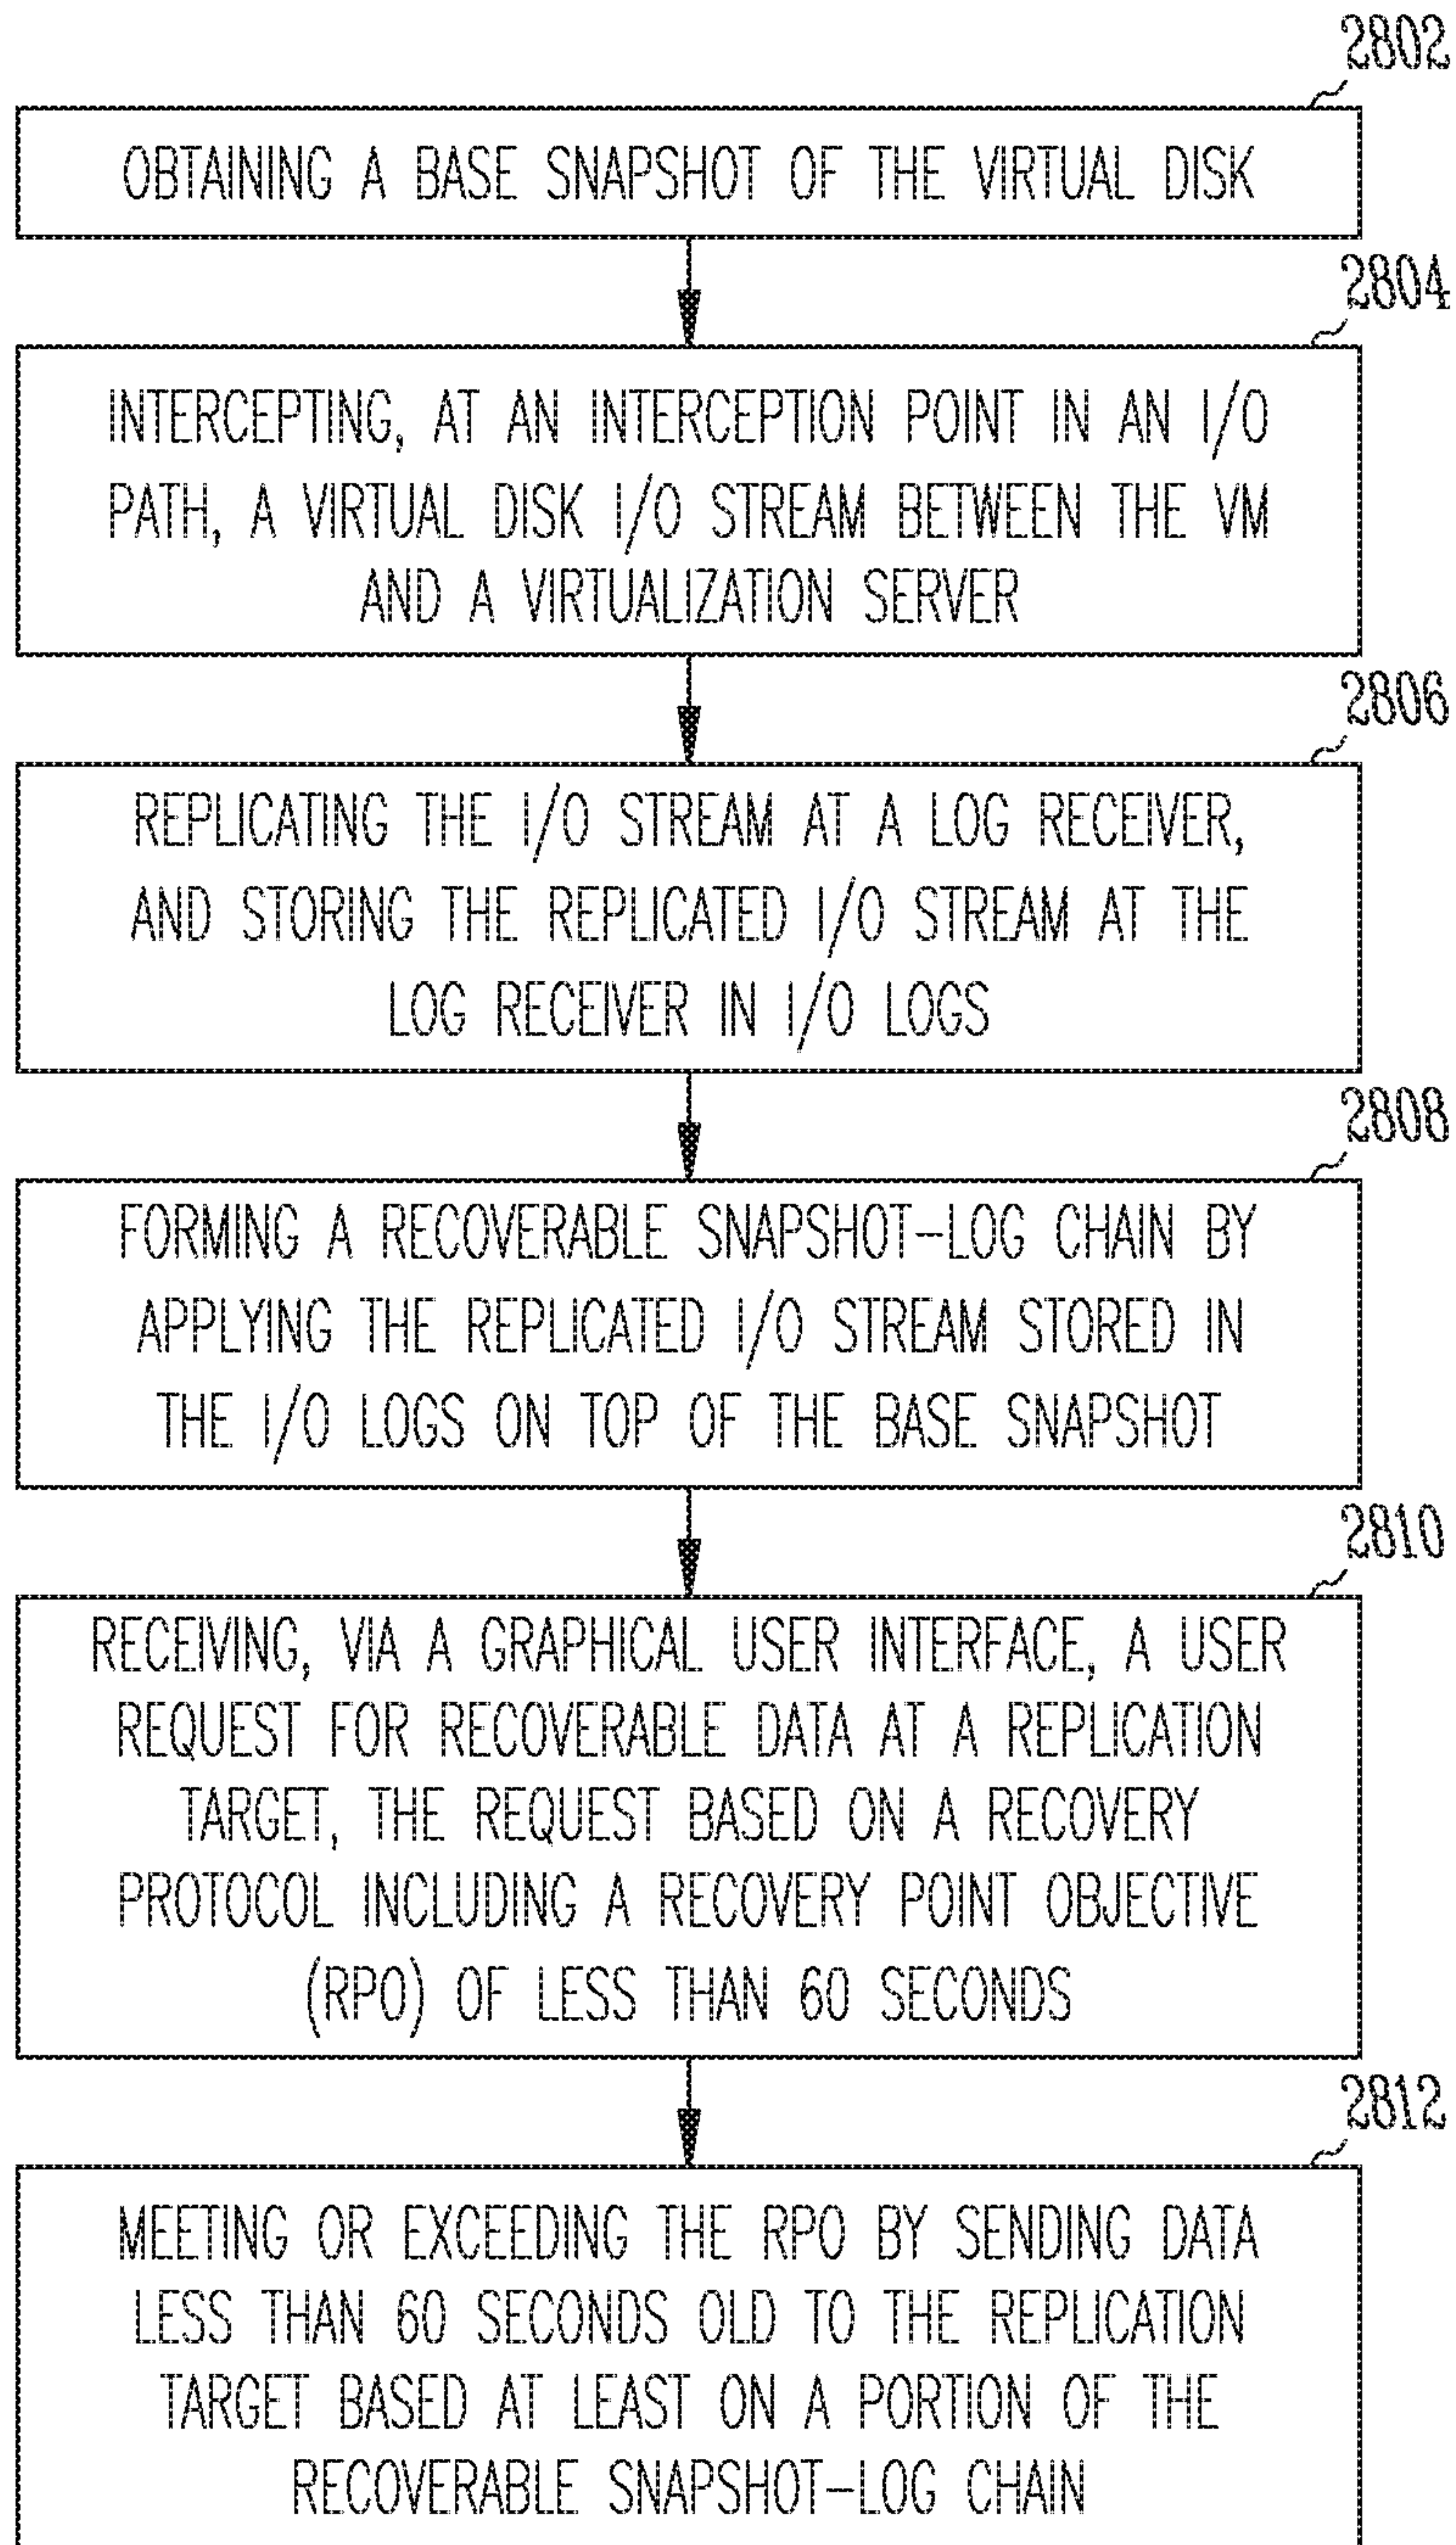 2802
OBTAINING A BASE SNAPSHOT OF THE VIRTUAL DISK
2804
INTERCEPTING, AT AN INTERCEPTION POINT IN AN I/O
PATH, A VIRTUAL DISK I/O STREAM BETWEEN THE VM
AND A VIRTUALIZATION SERVER
2806
REPLICATING THE I/O STREAM AT A LOG RECEIVER,
AND STORING THE REPLICATED I/O STREAM AT THE
LOG RECEIVER IN I/O LOGS
2808
FORMING A RECOVERABLE SNAPSHOT-LOG CHAIN BY
APPLYING THE REPLICATED I/O STREAM STORED IN
THE I/O LOGS ON TOP OF THE BASE SNAPSHOT
2810
RECEIVING, VIA A GRAPHICAL USER INTERFACE, A USER
REQUEST FOR RECOVERABLE DATA AT A REPLICATION
TARGET, THE REQUEST BASED ON A RECOVERY
PROTOCOL INCLUDING A RECOVERY POINT OBJECTIVE
(RPO) OF LESS THAN 60 SECONDS
2812
MEETING OR EXCEEDING THE RPO BY SENDING DATA
LESS THAN 60 SECONDS OLD TO THE REPLICATION
TARGET BASED AT LEAST ON A PORTION OF THE
RECOVERABLE SNAPSHOT-LOG CHAIN